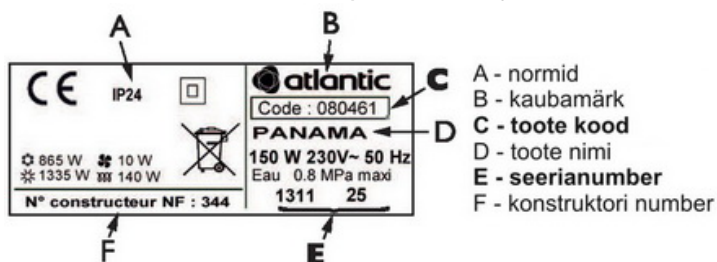 A
B
CE IP24
atlantic
Code : 080461
C
PANAMA
D
865 W 10 W
1335 W 140 W
150 W 230V~ 50 Hz
Eau 0.8 MPa maxi
N° constructeur NF : 344
1311 25
F
E
A - normid
B - kaubamärk
C - toote kood
D - toote nimi
E - seerianumber
F - konstruktori number